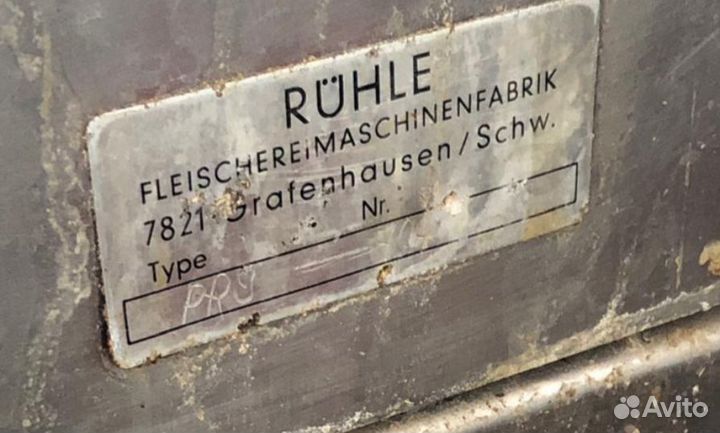 RÜHLE
FLEISCHEREiMASCHINENFABRIK
7821 Grafenhausen/Schw.
Type Nr.
Avito